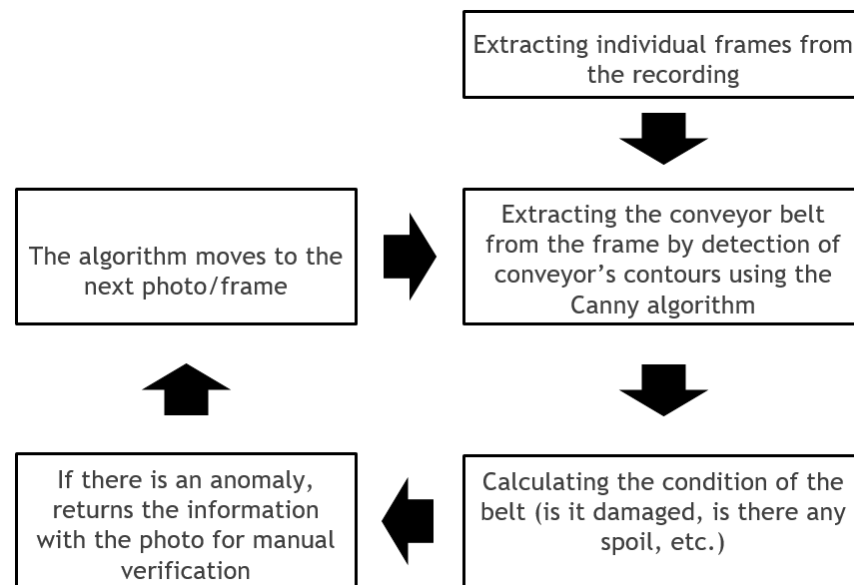 Extracting individual frames from
the recording
The algorithm moves to the
next photo/frame
Extracting the conveyor belt
from the frame by detection of
conveyor's contours using the
Canny algorithm
If there is an anomaly,
returns the information
with the photo for manual
verification
Calculating the condition of the
belt (is it damaged, is there any
spoil, etc.)